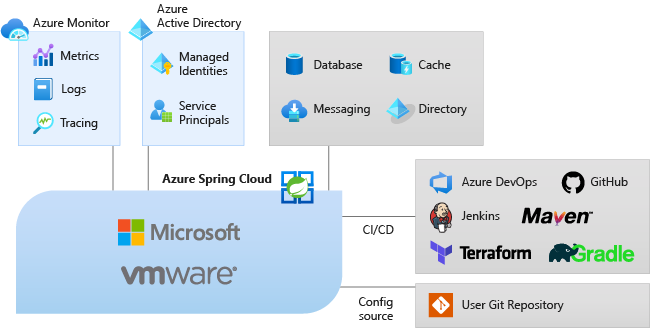 Azure Monitor
Metrics
Logs
Tracing
Azure
Active Directory
Managed
Identities
Service
Principals
Database
Cache
Messaging
Directory
Azure Spring Cloud
Microsoft
vmware®
CI/CD
Azure DevOps
GitHub
Jenkins
Maven™
Terraform
Gradle
Config
source
User Git Repository